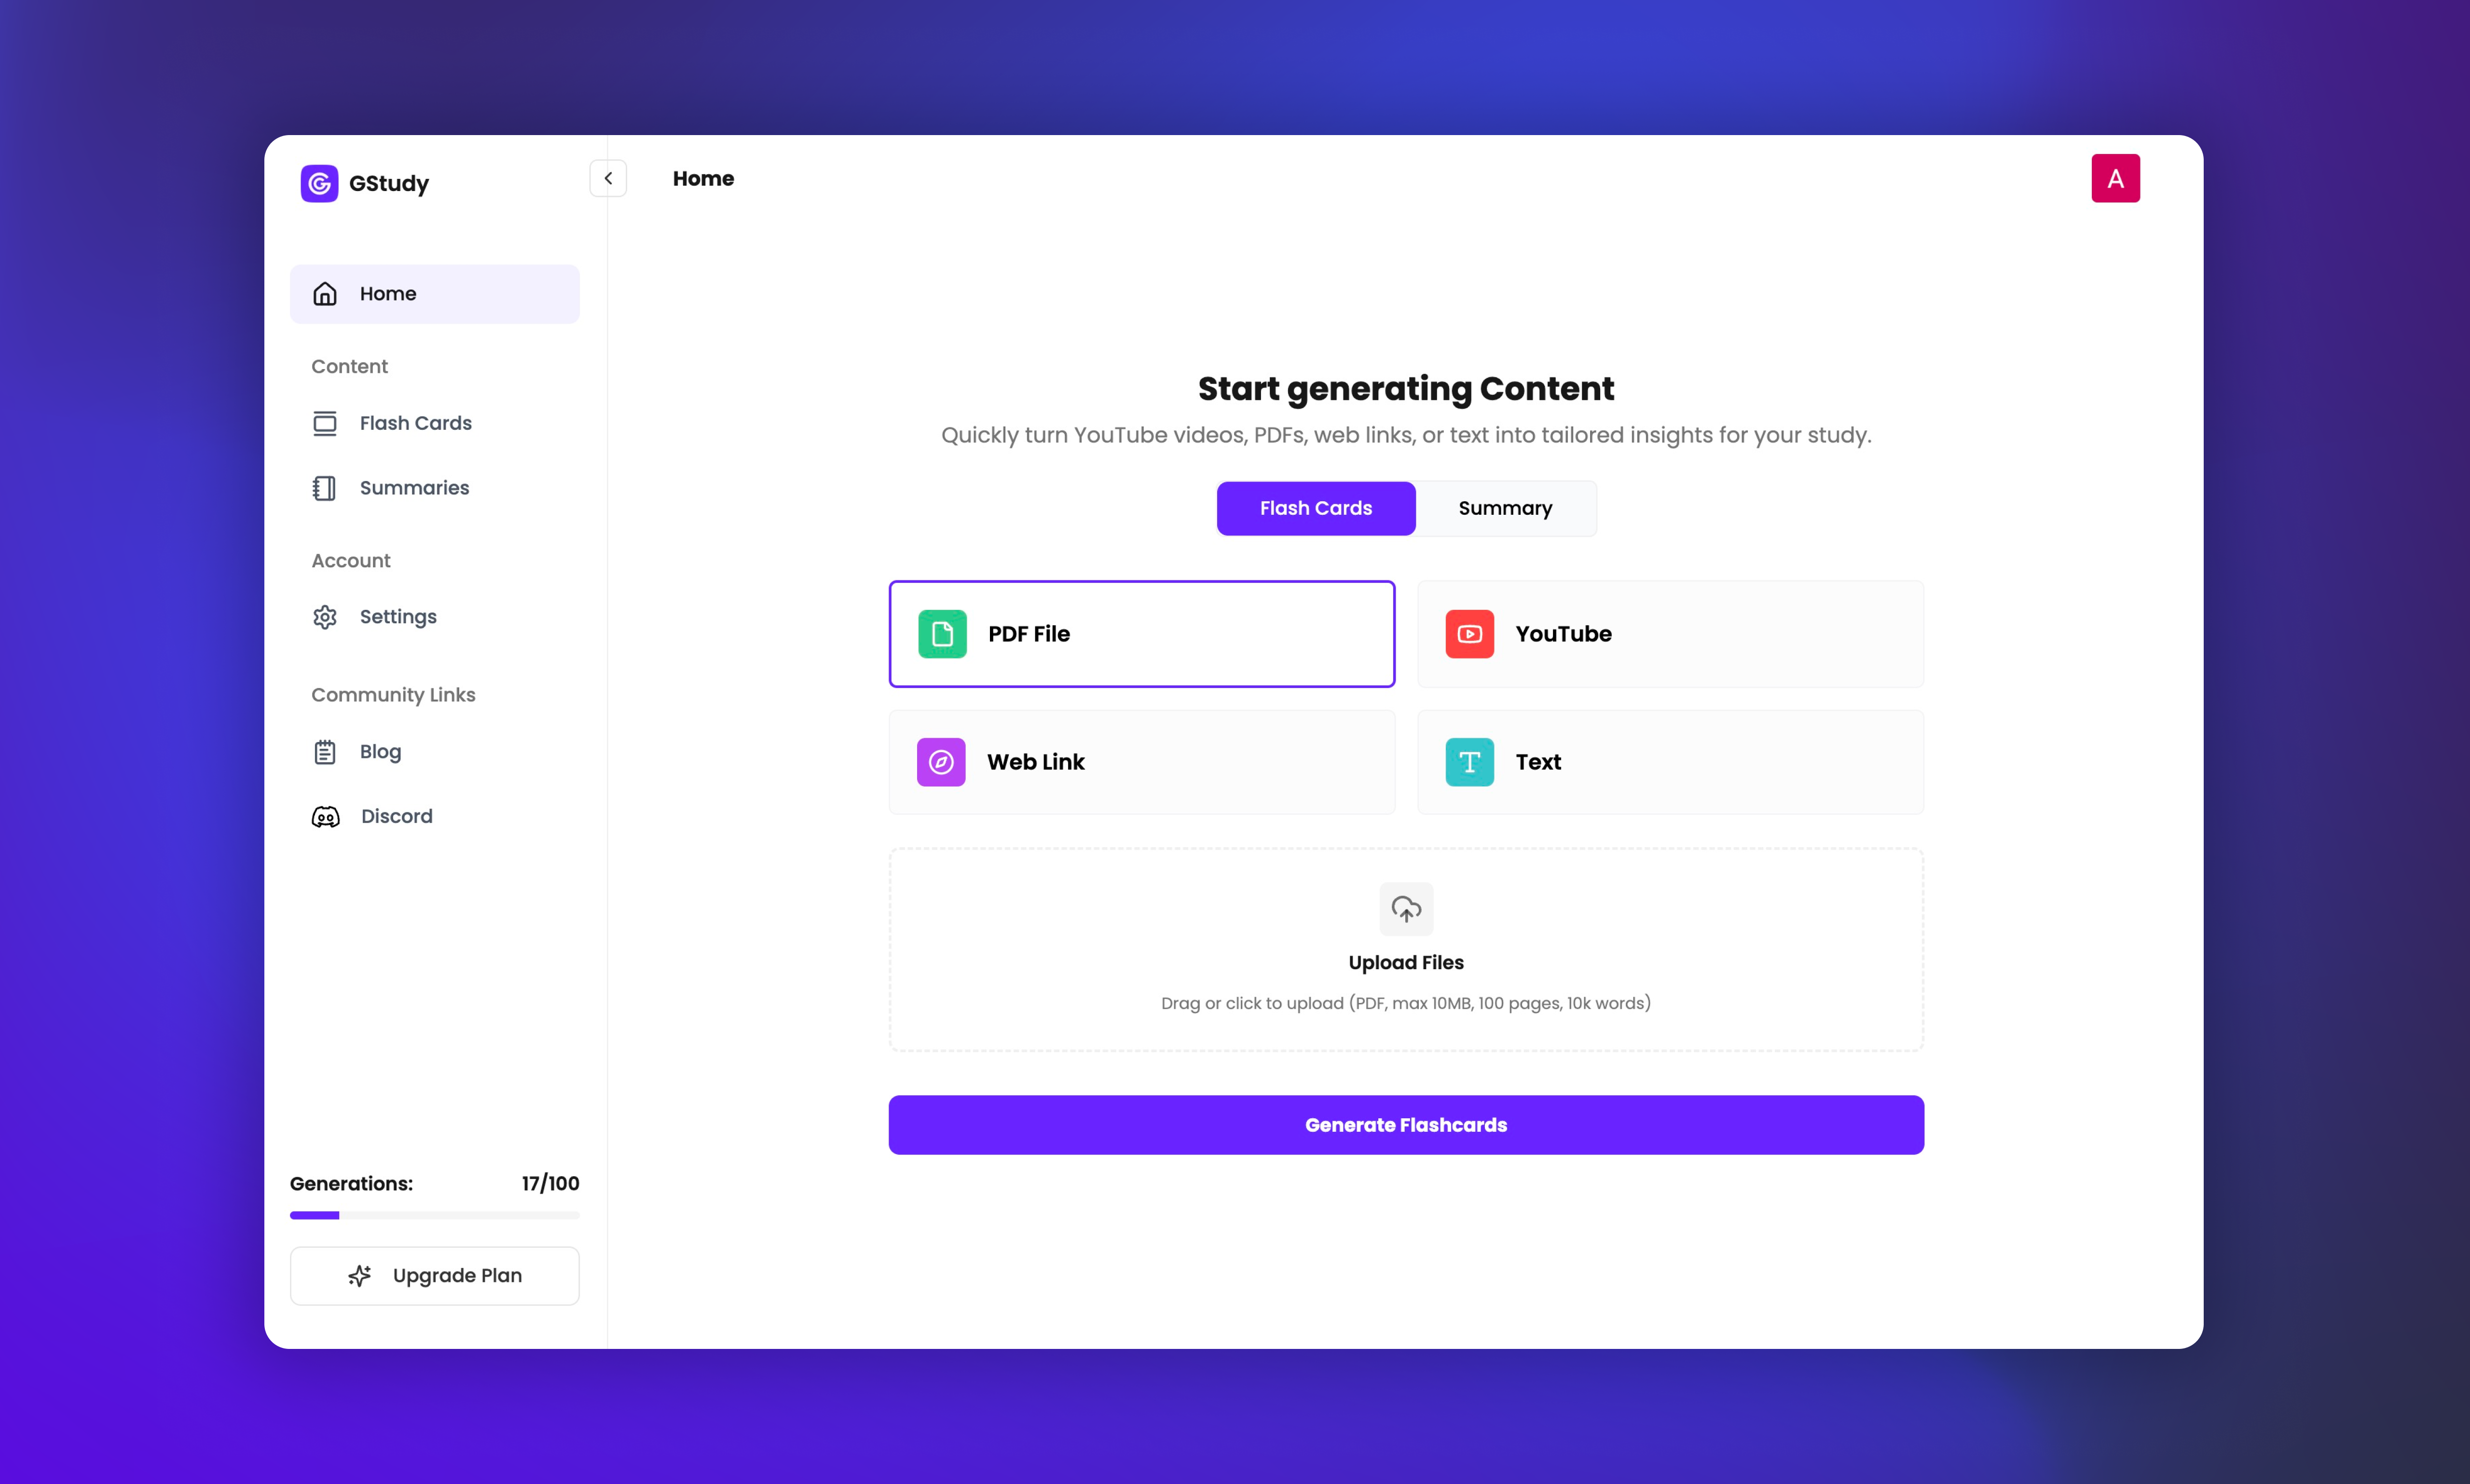 GStudy
Home
A
Home
Content
Flash Cards
Summaries
Account
Settings
Community Links
Blog
Discord
Generations: 17/100
Upgrade Plan
Start generating Content
Quickly turn YouTube videos, PDFs, web links, or text into tailored insights for your study.
Flash Cards Summary
PDF File YouTube
Web Link Text
Upload Files
Drag or click to upload (PDF, max 10MB, 100 pages, 10k words)
Generate Flashcards